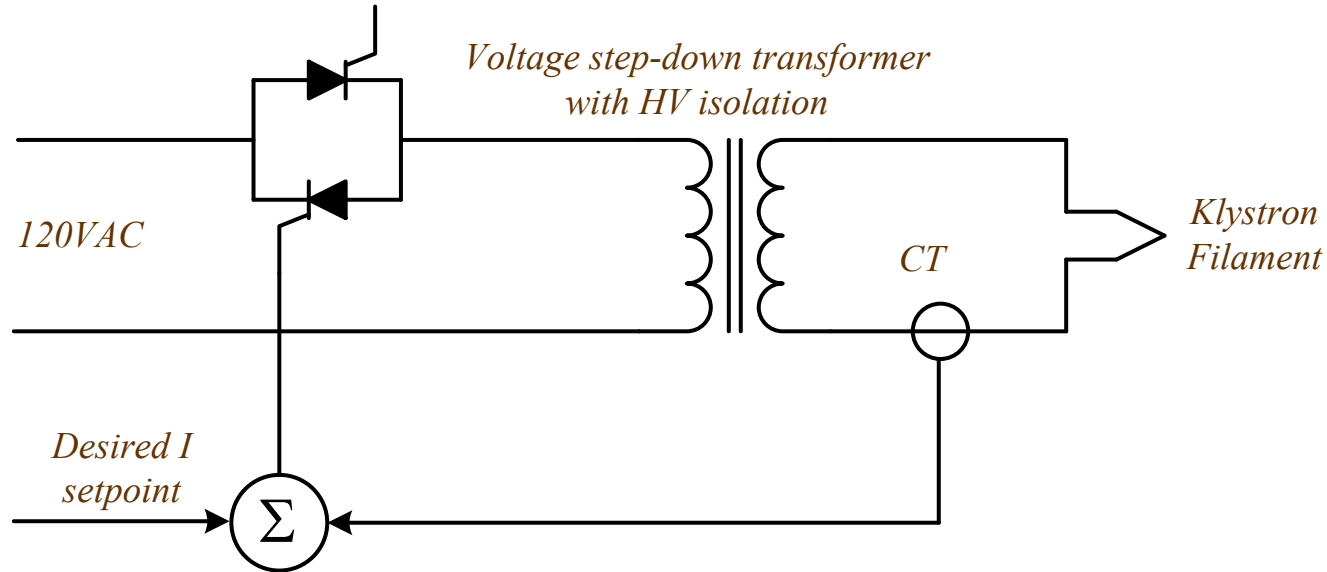 Voltage step-down transformer
with HV isolation
120VAC
CT
Klystron
Filament
Desired I
setpoint
Σ